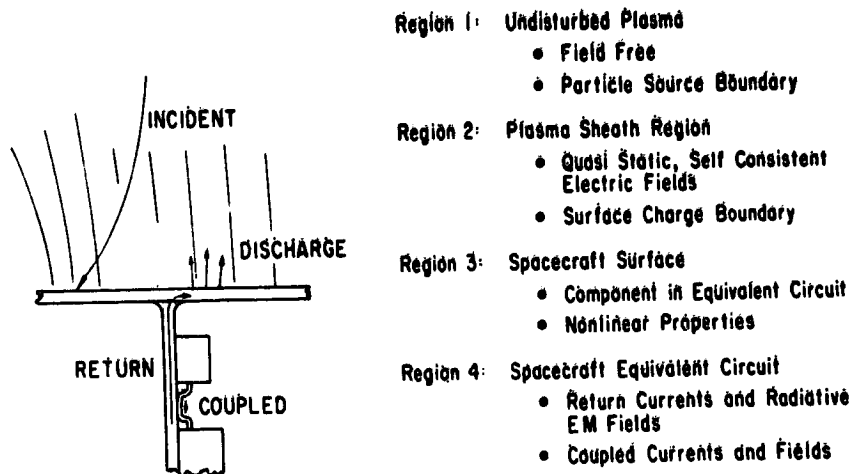 INCIDENT
DISCHARGE
RETURN
COUPLED
Region 1: Undisturbed Plasma
• Field Free
• Particle Source Boundary
Region 2: Plasma Sheath Region
• Quasi Static, Self Consistent
Electric Fields
• Surface Charge Boundary
Region 3: Spacecraft Surface
• Component in Equivalent Circuit
• Nonlinear Properties
Region 4: Spacecraft Equivalent Circuit
• Return Currents and Radiative
EM Fields
• Coupled Currents and Fields